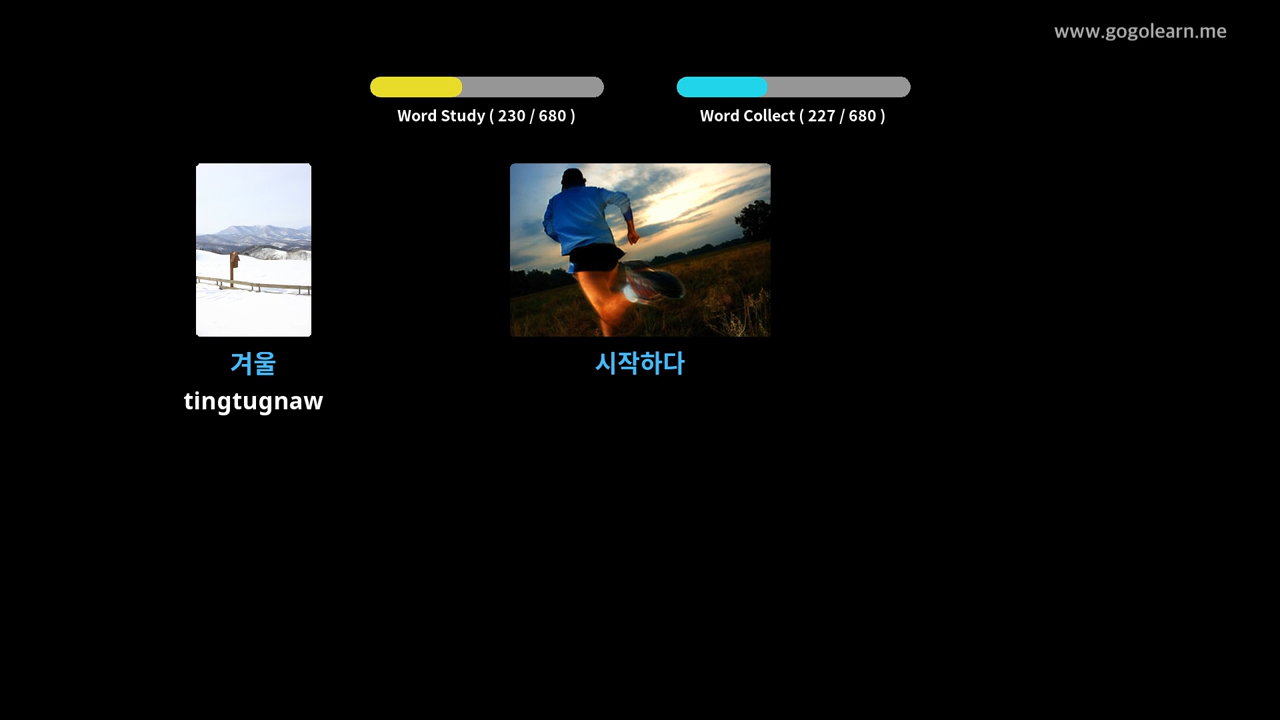 www.gogolearn.me
Word Study ( 230 / 680 )
Word Collect ( 227 / 680 )
겨울
시작하다
tingtugnaw